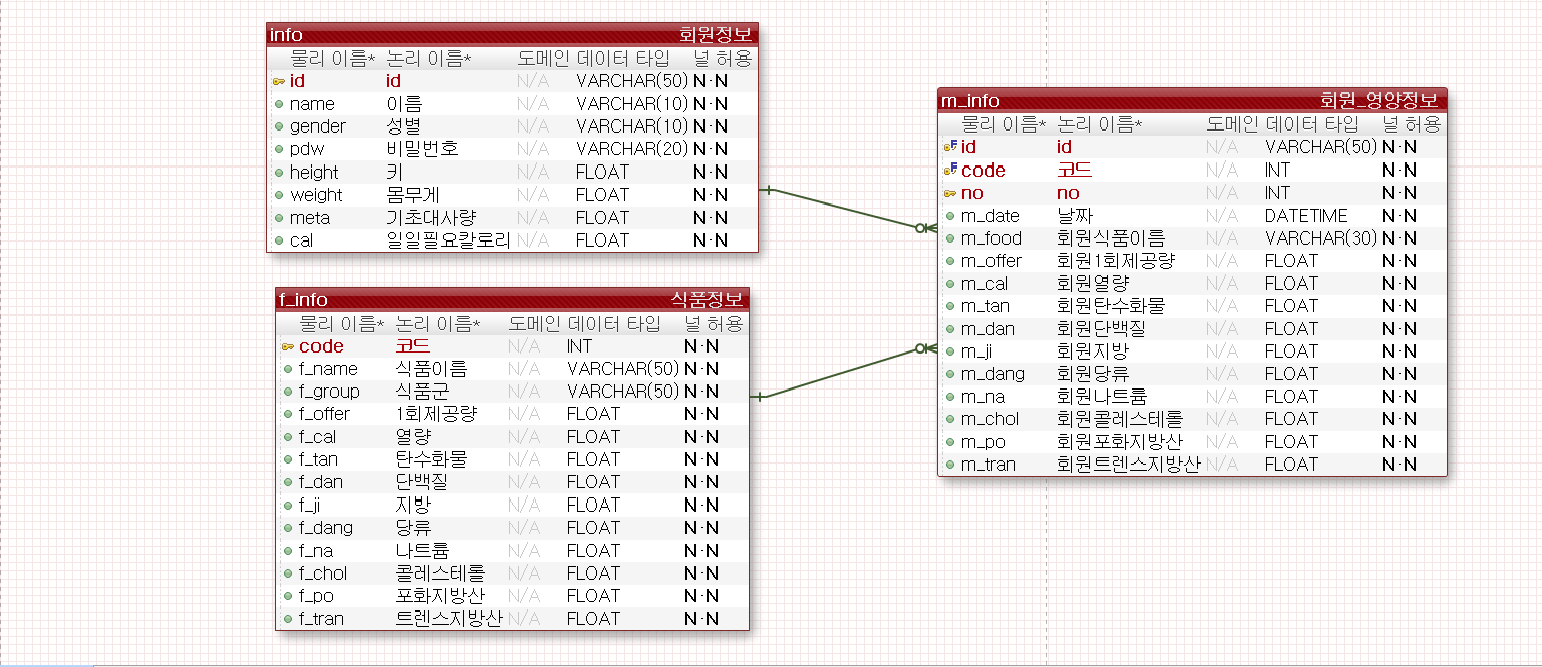 info 회원정보
물리 이름* 논리 이름* 도메인 데이터 타입 널 허용
id id N/A VARCHAR(50) N·N
name 이름 N/A VARCHAR(10) N·N
gender 성별 N/A VARCHAR(10) N·N
pdw 비밀번호 N/A VARCHAR(20) N·N
height 키 N/A FLOAT N·N
weight 몸무게 N/A FLOAT N·N
meta 기초대사량 N/A FLOAT N·N
cal 일일필요칼로리 N/A FLOAT N·N
f_info 식품정보
물리 이름* 논리 이름* 도메인 데이터 타입 널 허용
code 코드 N/A INT N·N
f_name 식품이름 N/A VARCHAR(50) N·N
f_group 식품군 N/A VARCHAR(50) N·N
f_offer 1회제공량 N/A FLOAT N·N
f_cal 열량 N/A FLOAT N·N
f_tan 탄수화물 N/A FLOAT N·N
f_dan 단백질 N/A FLOAT N·N
f_ji 지방 N/A FLOAT N·N
f_dang 당류 N/A FLOAT N·N
f_na 나트륨 N/A FLOAT N·N
f_chol 콜레스테롤 N/A FLOAT N·N
f_po 포화지방산 N/A FLOAT N·N
f_tran 트렌스지방산 N/A FLOAT N·N
m_info 회원_영양정보
물리 이름* 논리 이름* 도메인 데이터 타입 널 허용
id id N/A VARCHAR(50) N·N
code 코드 N/A INT N·N
no no N/A INT N·N
m_date 날짜 N/A DATETIME N·N
m_food 회원식품이름 N/A VARCHAR(30) N·N
m_offer 회원1회제공량 N/A FLOAT N·N
m_cal 회원열량 N/A FLOAT N·N
m_tan 회원탄수화물 N/A FLOAT N·N
m_dan 회원단백질 N/A FLOAT N·N
m_ji 회원지방 N/A FLOAT N·N
m_dang 회원당류 N/A FLOAT N·N
m_na 회원나트륨 N/A FLOAT N·N
m_chol 회원콜레스테롤 N/A FLOAT N·N
m_po 회원포화지방산 N/A FLOAT N·N
m_tran 회원트렌스지방산 N/A FLOAT N·N